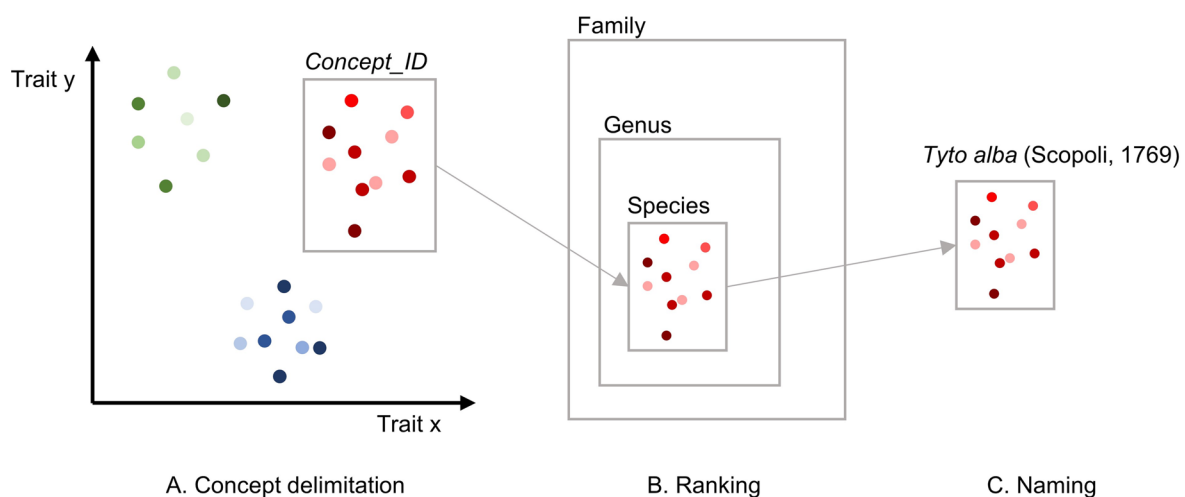 Family
Concept_ID
Trait y
Genus
Tyto alba (Scopoli, 1769)
Species
Trait x
A. Concept delimitation
B. Ranking
C. Naming